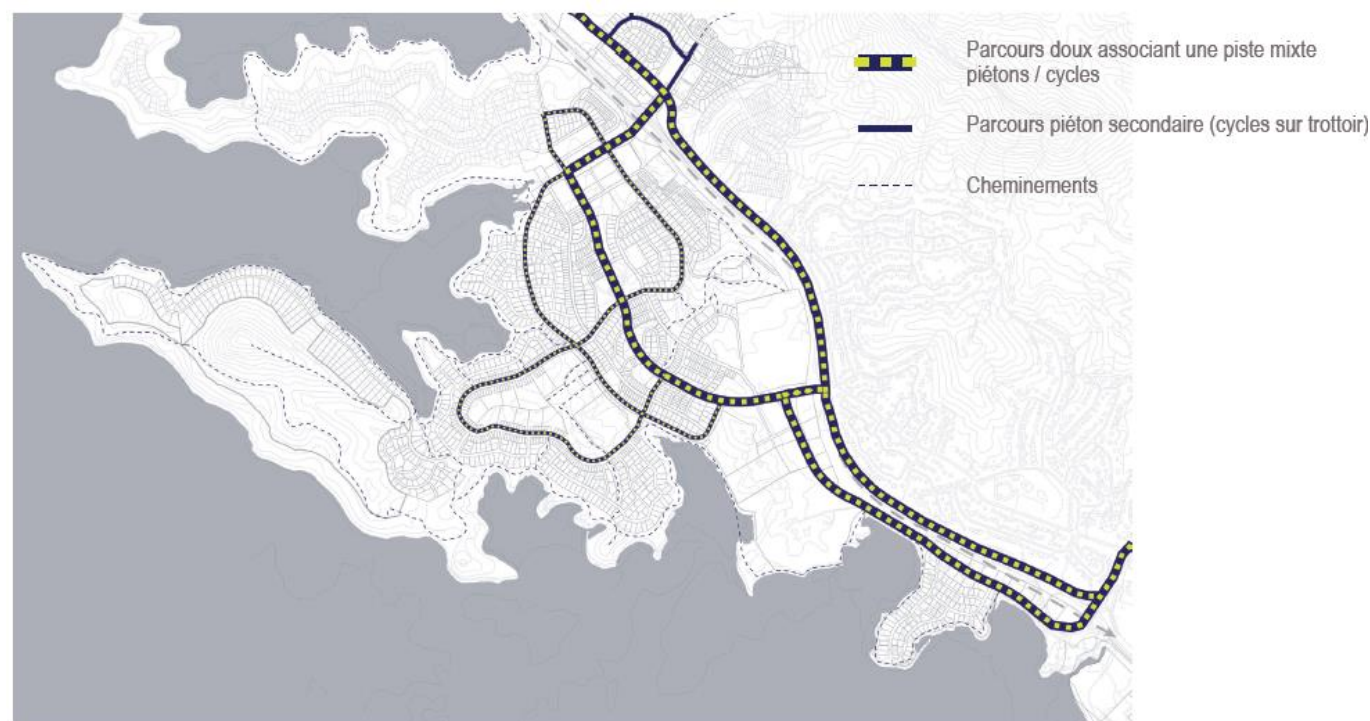 Parcours doux associant une piste mixte
piétons / cycles
Parcours piéton secondaire (cycles sur trottoir)
Cheminements